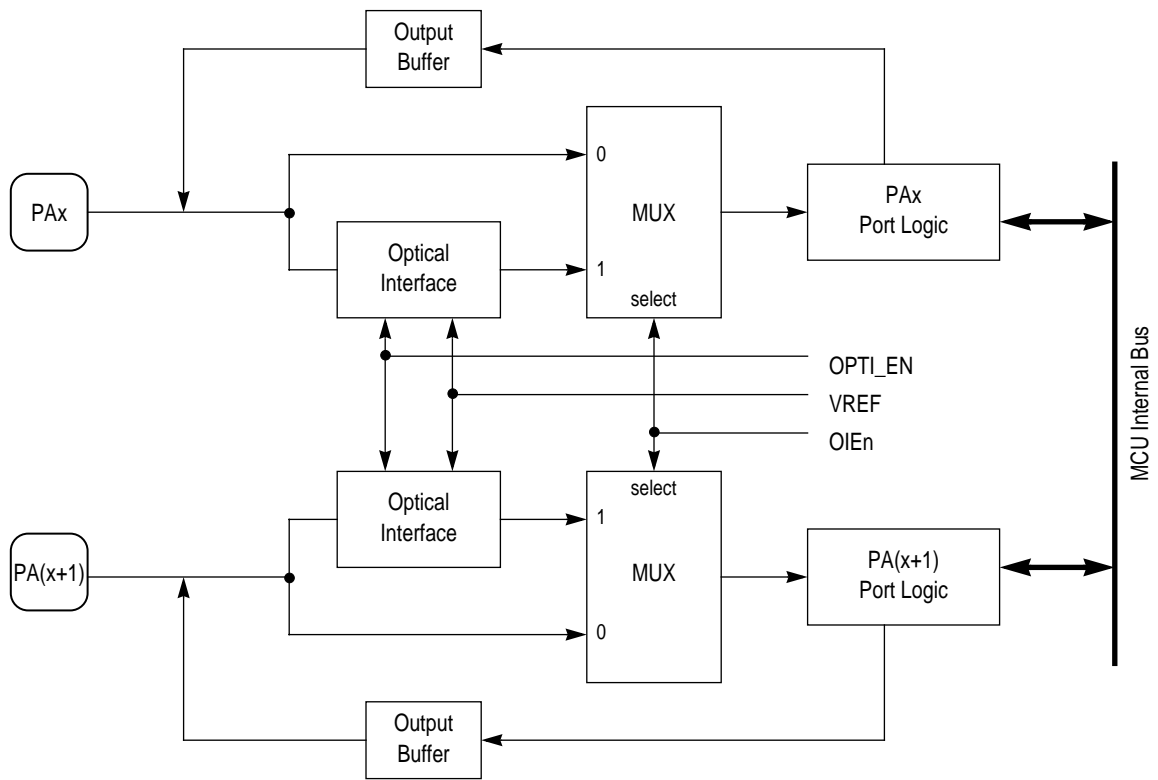 Output
Buffer
0
PAx
MUX
PAx
Port Logic
Optical
Interface
1
select
OPTI_EN
VREF
OIEn
MCU Internal Bus
select
Optical
Interface
1
PA(x+1)
MUX
PA(x+1)
Port Logic
0
Output
Buffer